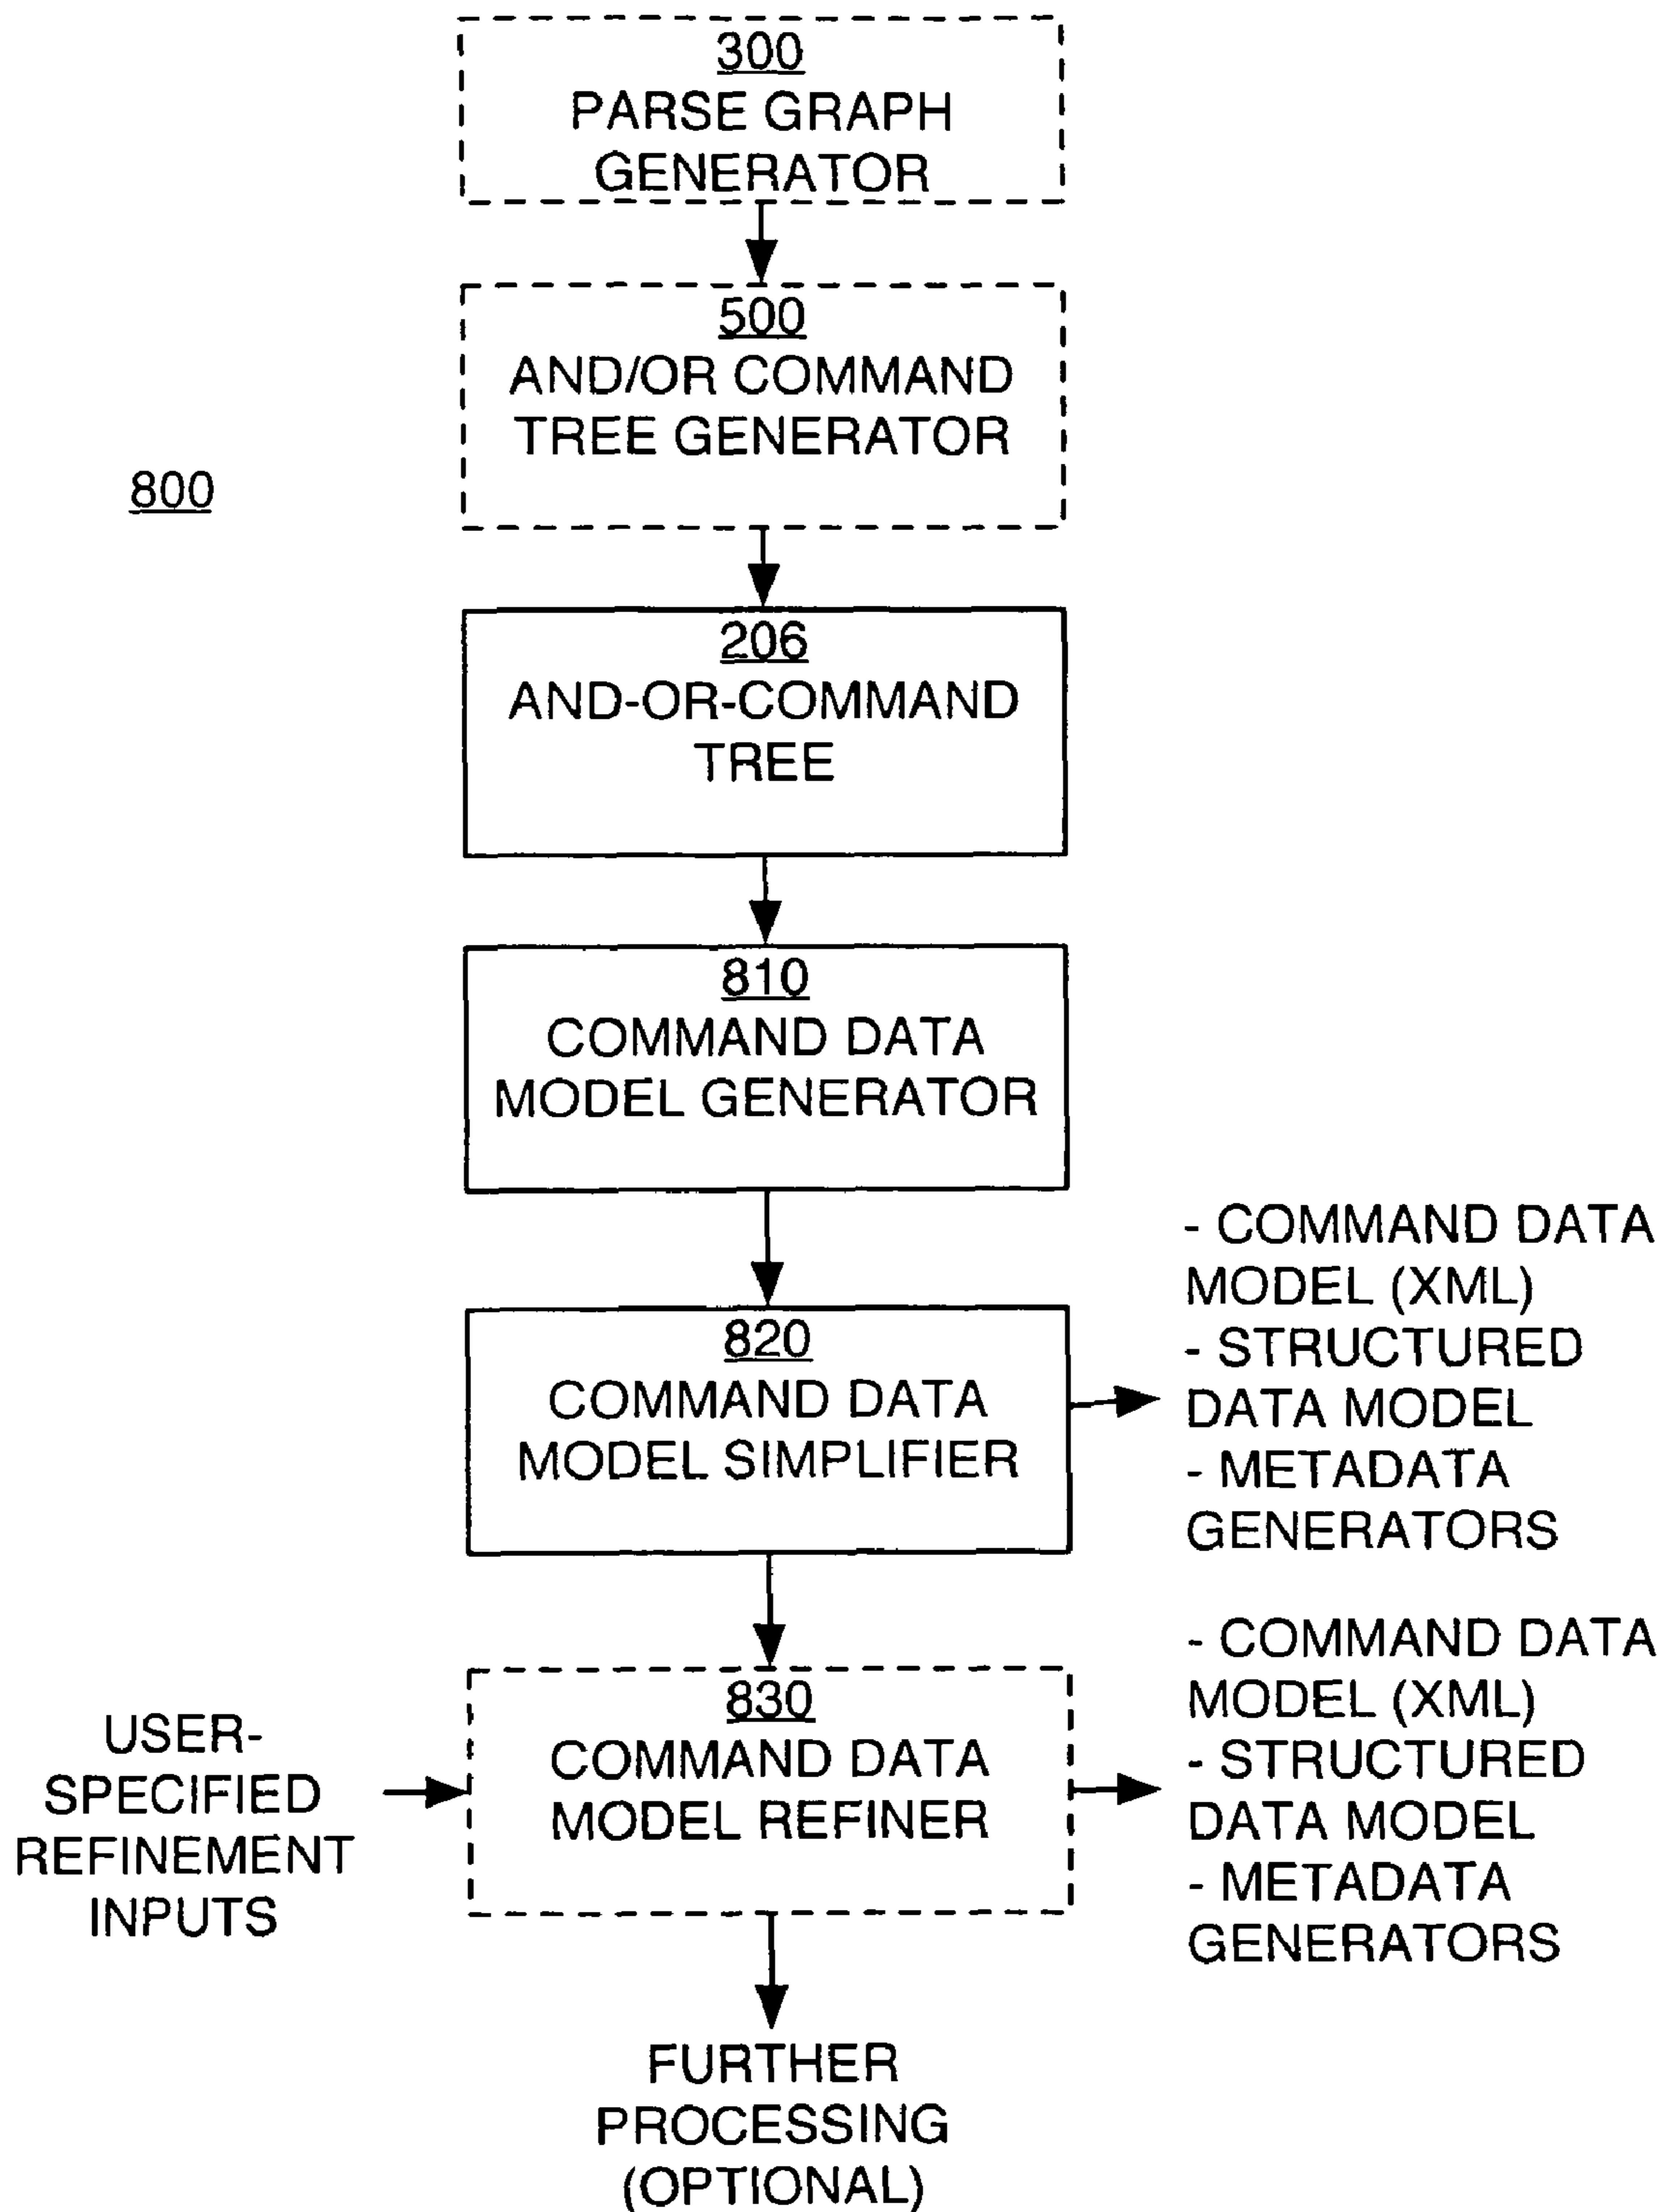 300
PARSE GRAPH
GENERATOR
500
AND/OR COMMAND
TREE GENERATOR
800
206
AND-OR-COMMAND
TREE
810
COMMAND DATA
MODEL GENERATOR
820
COMMAND DATA
MODEL SIMPLIFIER
- COMMAND DATA
MODEL (XML)
- STRUCTURED
DATA MODEL
- METADATA
GENERATORS
USER-
SPECIFIED
REFINEMENT
INPUTS
830
COMMAND DATA
MODEL REFINER
- COMMAND DATA
MODEL (XML)
- STRUCTURED
DATA MODEL
- METADATA
GENERATORS
FURTHER
PROCESSING
(OPTIONAL)